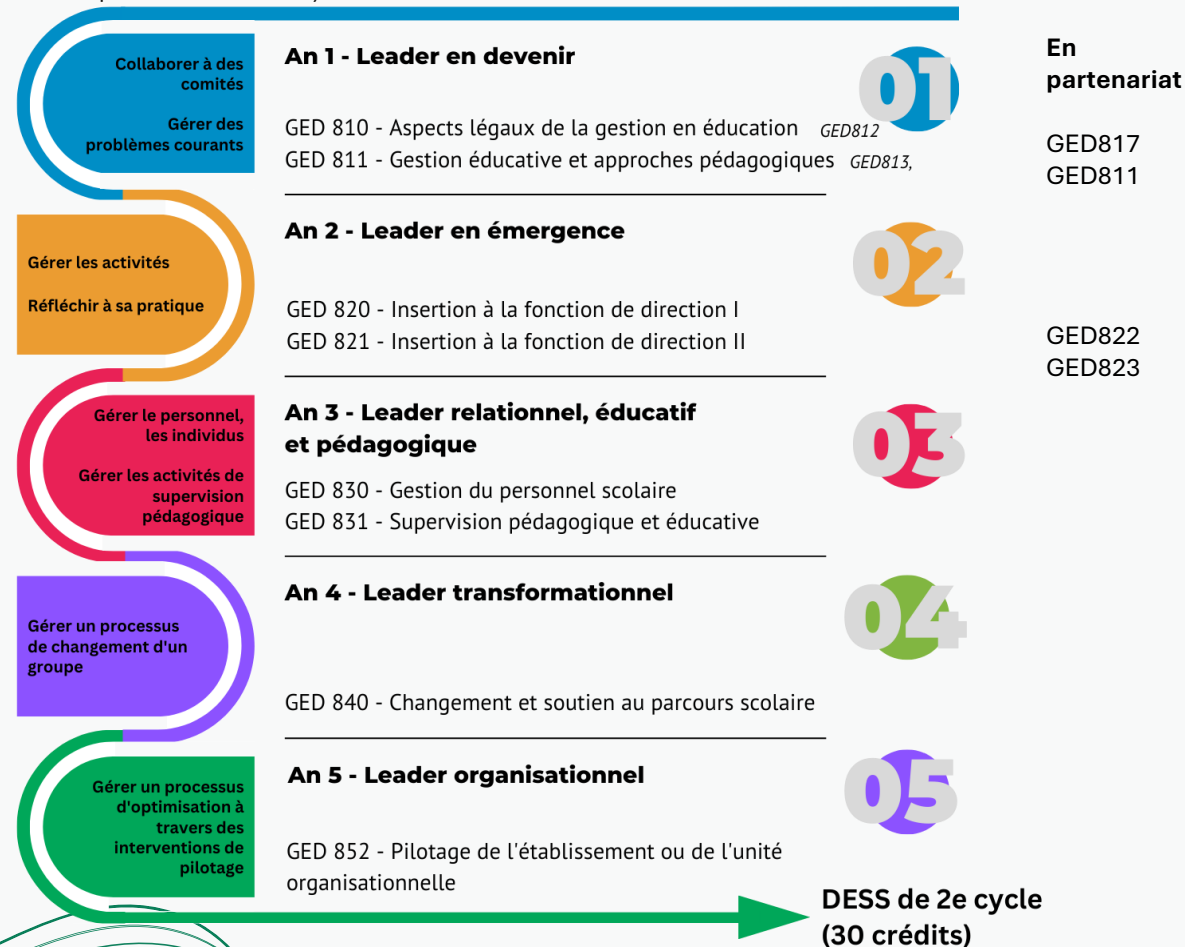 Collaborer à des
comités
Gérer des
problèmes courants
An 1 - Leader en devenir
GED 810 - Aspects légaux de la gestion en éducation GED812
GED 811 - Gestion éducative et approches pédagogiques GED813,
01
En
partenariat
GED817
GED811
Gérer les activités
Réfléchir à sa pratique
An 2 - Leader en émergence
GED 820 - Insertion à la fonction de direction I
GED 821 - Insertion à la fonction de direction II
02
GED822
GED823
Gérer le personnel,
les individus
Gérer les activités de
supervision
pédagogique
An 3 - Leader relationnel, éducatif
et pédagogique
GED 830 - Gestion du personnel scolaire
GED 831 - Supervision pédagogique et éducative
03
Gérer un processus
de changement d'un
groupe
An 4 - Leader transformationnel
GED 840 - Changement et soutien au parcours scolaire
04
Gérer un processus
d'optimisation à
travers des
interventions de
pilotage
An 5 - Leader organisationnel
GED 852 - Pilotage de l'établissement ou de l'unité
organisationnelle
05
DESS de 2e cycle
(30 crédits)